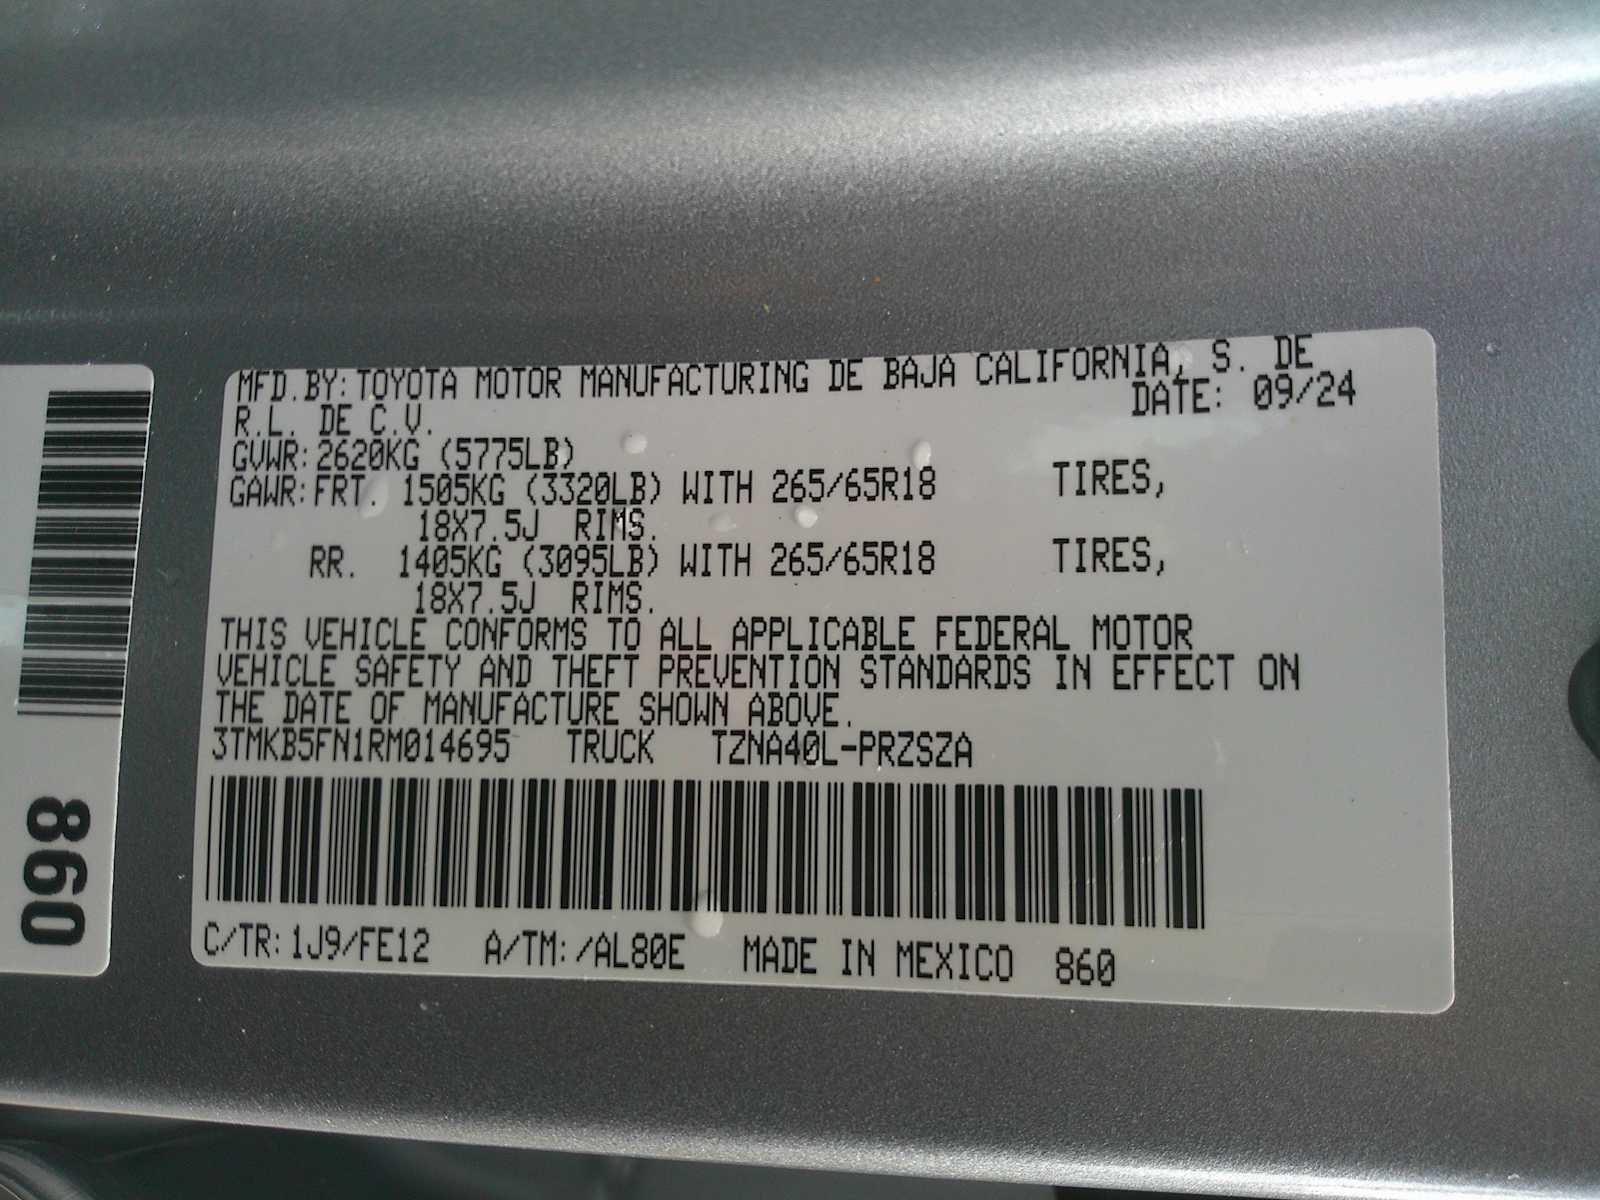 MFD.BY:TOYOTA MOTOR MANUFACTURING DE BAJA CALIFORNIA, S. DE
R.L. DE C.V. DATE: 09/24
GVWR:2620KG (5775LB)
GAWR:FRT. 1505KG (3320LB) WITH 265/65R18 TIRES,
18X7.5J RIMS.
RR. 1405KG (3095LB) WITH 265/65R18 TIRES,
18X7.5J RIMS.
THIS VEHICLE CONFORMS TO ALL APPLICABLE FEDERAL MOTOR
VEHICLE SAFETY AND THEFT PREVENTION STANDARDS IN EFFECT ON
THE DATE OF MANUFACTURE SHOWN ABOVE.
3TMKB5FN1RM014695 TRUCK TZNA40L-PRZSZA
C/TR:1J9/FE12 A/TM:/AL80E MADE IN MEXICO 860
860